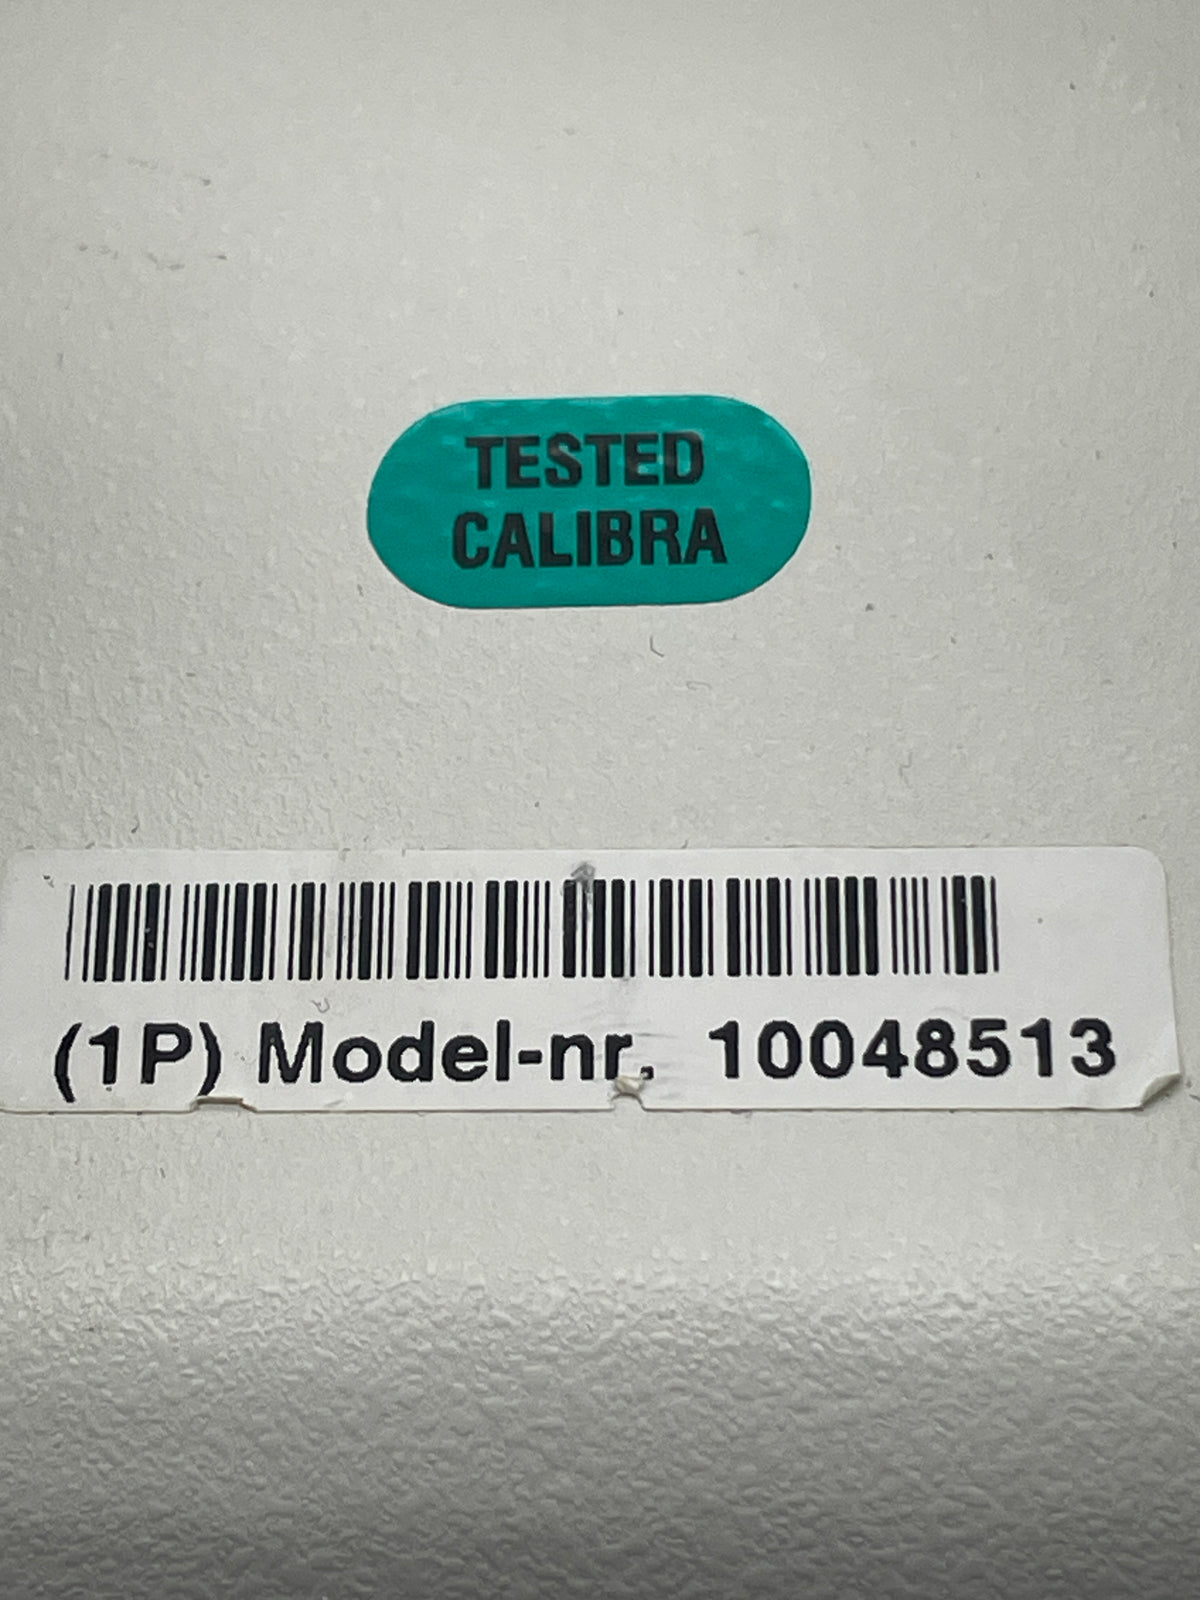 TESTED
CALIBRA
(1P) Model-nr. 10048513